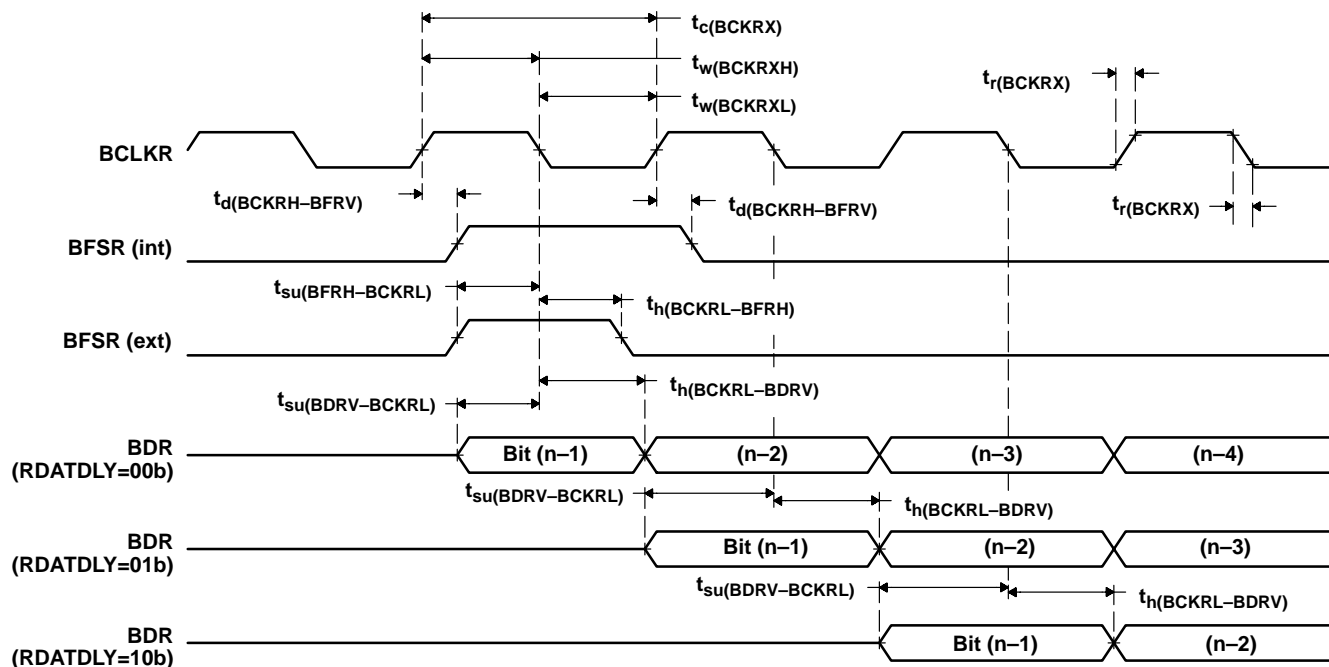 tc(BCKRX)
tw(BCKRXH)
tr(BCKRX)
tw(BCKRXL)
BCLKR
td(BCKRH–BFRV)
td(BCKRH–BFRV)
tr(BCKRX)
BFSR (int)
tsu(BFRH–BCKRL)
th(BCKRL–BFRH)
BFSR (ext)
th(BCKRL–BDRV)
tsu(BDRV–BCKRL)
BDR
(RDATDLY=00b)
Bit (n–1) (n–2) (n–3) (n–4)
tsu(BDRV–BCKRL)
th(BCKRL–BDRV)
BDR
(RDATDLY=01b)
Bit (n–1) (n–2) (n–3)
tsu(BDRV–BCKRL)
th(BCKRL–BDRV)
BDR
(RDATDLY=10b)
Bit (n–1) (n–2)